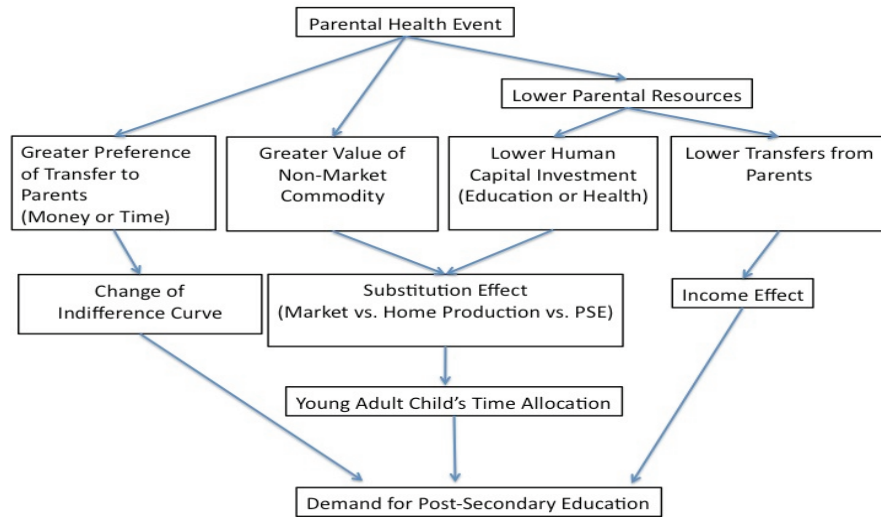 Parental Health Event
Lower Parental Resources
Greater Preference
of Transfer to
Parents
(Money or Time)
Greater Value of
Non-Market
Commodity
Lower Human
Capital Investment
(Education or Health)
Lower Transfers from
Parents
Change of
Indifference Curve
Substitution Effect
(Market vs. Home Production vs. PSE)
Income Effect
Young Adult Child's Time Allocation
Demand for Post-Secondary Education